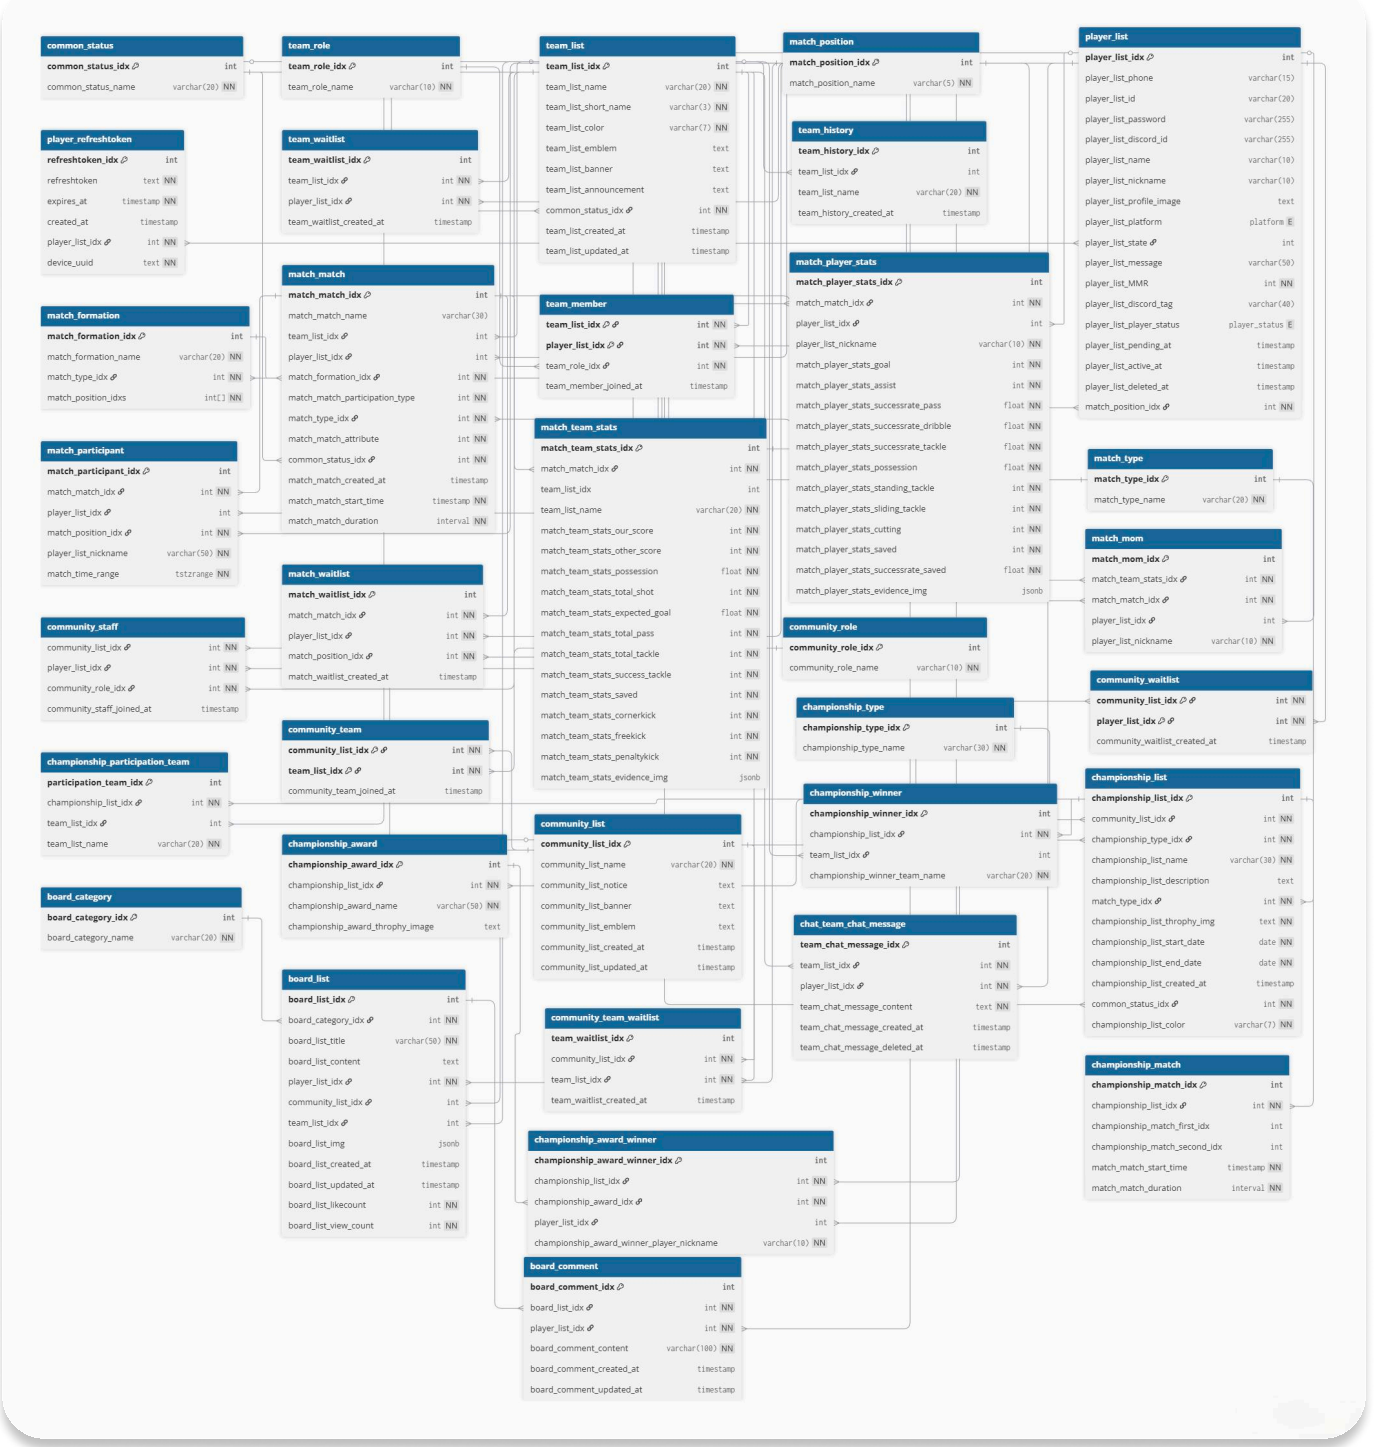 common_status
common_status_idx int
common_status_name varchar(20) NN
team_role
team_role_idx int
team_role_name varchar(10) NN
team_list
team_list_idx int
team_list_name varchar(20) NN
team_list_short_name varchar(3) NN
team_list_color varchar(7) NN
team_list_emblem text
team_list_banner text
team_list_announcement text
common_status_idx int NN
team_list_created_at timestamp
team_list_updated_at timestamp
match_position
match_position_idx int
match_position_name varchar(5) NN
player_list
player_list_idx int
player_list_phone varchar(15)
player_list_id varchar(20)
player_list_password varchar(255)
player_list_discord_id varchar(255)
player_list_name varchar(10)
player_list_nickname varchar(10)
player_list_profile_image text
player_list_platform platform E
player_list_state int
player_list_message varchar(50)
player_list_MMR int NN
player_list_discord_tag varchar(40)
player_list_player_status player_status E
player_list_pending_at timestamp
player_list_active_at timestamp
player_list_deleted_at timestamp
match_position_idx int NN
player_refreshtoken
refreshtoken_idx int
refreshtoken text NN
expires_at timestamp NN
created_at timestamp
player_list_idx int NN
device_uuid text NN
team_waitlist
team_waitlist_idx int
team_list_idx int NN
player_list_idx int NN
team_waitlist_created_at timestamp
team_history
team_history_idx int
team_list_idx int
team_list_name varchar(20) NN
team_history_created_at timestamp
match_match
match_match_idx int
match_match_name varchar(30)
team_list_idx int
player_list_idx int
match_formation_idx int NN
match_match_participation_type int NN
match_type_idx int NN
match_match_attribute int NN
common_status_idx int NN
match_match_created_at timestamp
match_match_start_time timestamp NN
match_match_duration interval NN
match_player_stats
match_player_stats_idx int
match_match_idx int NN
player_list_idx int
player_list_nickname varchar(10) NN
match_player_stats_goal int NN
match_player_stats_assist int NN
match_player_stats_successrate_pass float NN
match_player_stats_successrate_dribble float NN
match_player_stats_successrate_tackle float NN
match_player_stats_possession float NN
match_player_stats_standing_tackle int NN
match_player_stats_sliding_tackle int NN
match_player_stats_cutting int NN
match_player_stats_saved int NN
match_player_stats_successrate_saved float NN
match_player_stats_evidence_img jsonb
team_member
team_list_idx int NN
player_list_idx int NN
team_role_idx int NN
team_member_joined_at timestamp
match_formation
match_formation_idx int
match_formation_name varchar(20) NN
match_type_idx int NN
match_position_idxs int[] NN
match_team_stats
match_team_stats_idx int
match_match_idx int NN
team_list_idx int
team_list_name varchar(20) NN
match_team_stats_our_score int NN
match_team_stats_other_score int NN
match_team_stats_possession float NN
match_team_stats_total_shot int NN
match_team_stats_expected_goal float NN
match_team_stats_total_pass int NN
match_team_stats_total_tackle int NN
match_team_stats_success_tackle int NN
match_team_stats_saved int NN
match_team_stats_cornerkick int NN
match_team_stats_freekick int NN
match_team_stats_penaltykick int NN
match_team_stats_evidence_img jsonb
match_participant
match_participant_idx int
match_match_idx int NN
player_list_idx int
match_position_idx int NN
player_list_nickname varchar(50) NN
match_time_range tstzrange NN
match_type
match_type_idx int
match_type_name varchar(20) NN
match_mom
match_mom_idx int
match_team_stats_idx int NN
match_match_idx int NN
player_list_idx int
player_list_nickname varchar(10) NN
match_waitlist
match_waitlist_idx int
match_match_idx int NN
player_list_idx int NN
match_position_idx int NN
match_waitlist_created_at timestamp
community_staff
community_list_idx int NN
player_list_idx int NN
community_role_idx int NN
community_staff_joined_at timestamp
community_role
community_role_idx int
community_role_name varchar(10) NN
community_waitlist
community_list_idx int NN
player_list_idx int NN
community_waitlist_created_at timestamp
championship_type
championship_type_idx int
championship_type_name varchar(30) NN
community_team
community_list_idx int NN
team_list_idx int NN
community_team_joined_at timestamp
championship_participation_team
participation_team_idx int
championship_list_idx int NN
team_list_idx int
team_list_name varchar(20) NN
championship_list
championship_list_idx int
community_list_idx int NN
championship_type_idx int NN
championship_list_name varchar(30) NN
championship_list_description text
match_type_idx int NN
championship_list_throphy_img text NN
championship_list_start_date date NN
championship_list_end_date date NN
championship_list_created_at timestamp
common_status_idx int NN
championship_list_color varchar(7) NN
championship_winner
championship_winner_idx int
championship_list_idx int NN
team_list_idx int
championship_winner_team_name varchar(20) NN
community_list
community_list_idx int
community_list_name varchar(20) NN
community_list_notice text
community_list_banner text
community_list_emblem text
community_list_created_at timestamp
community_list_updated_at timestamp
championship_award
championship_award_idx int
championship_list_idx int NN
championship_award_name varchar(50) NN
championship_award_throphy_image text
board_category
board_category_idx int
board_category_name varchar(20) NN
chat_team_chat_message
team_chat_message_idx int
team_list_idx int NN
player_list_idx int NN
team_chat_message_content text NN
team_chat_message_created_at timestamp
team_chat_message_deleted_at timestamp
board_list
board_list_idx int
board_category_idx int NN
board_list_title varchar(50) NN
board_list_content text
player_list_idx int NN
community_list_idx int
team_list_idx int
board_list_img jsonb
board_list_created_at timestamp
board_list_updated_at timestamp
board_list_likecount int NN
board_list_view_count int NN
community_team_waitlist
team_waitlist_idx int
community_list_idx int NN
team_list_idx int NN
team_waitlist_created_at timestamp
championship_match
championship_match_idx int
championship_list_idx int NN
championship_match_first_idx int
championship_match_second_idx int
match_match_start_time timestamp NN
match_match_duration interval NN
championship_award_winner
championship_award_winner_idx int
championship_list_idx int NN
championship_award_idx int NN
player_list_idx int
championship_award_winner_player_nickname varchar(10) NN
board_comment
board_comment_idx int
board_list_idx int NN
player_list_idx int NN
board_comment_content varchar(100) NN
board_comment_created_at timestamp
board_comment_updated_at timestamp